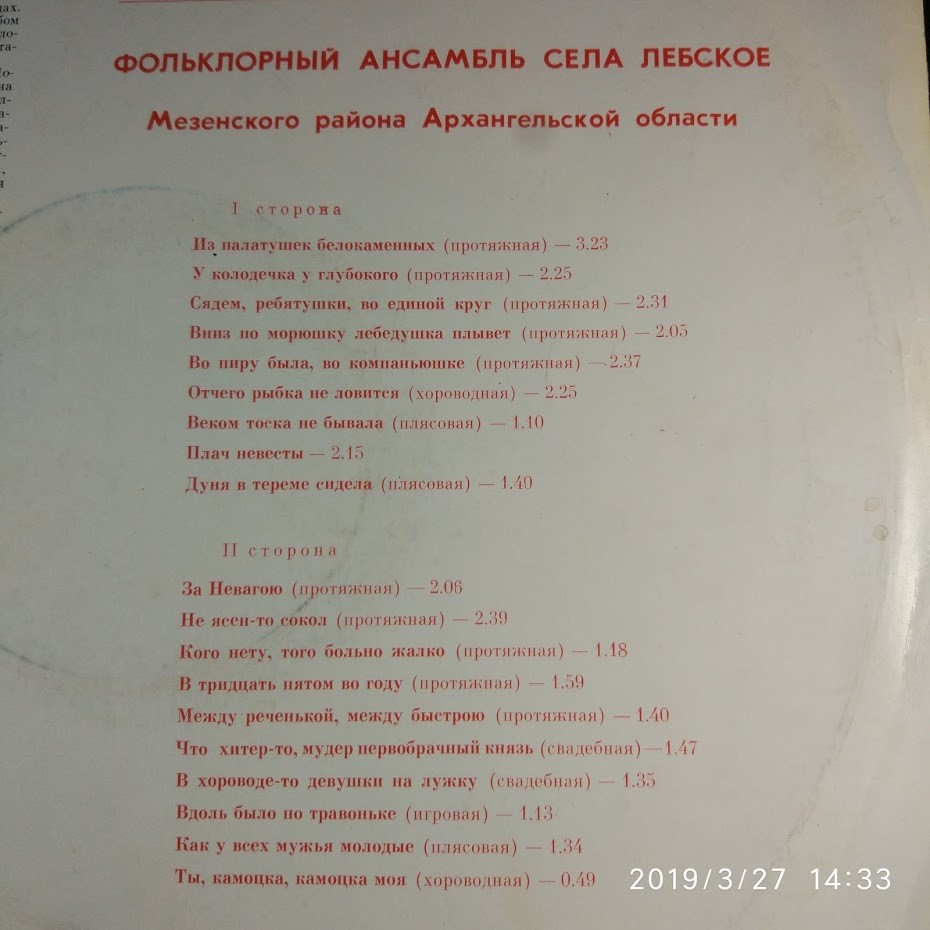 дах.
ФОЛЬКЛОРНЫЙ АНСАМБЛЬ СЕЛА ЛЕБСКОЕ
Мезенского района Архангельской области
I сторона
Из палатушек белокаменных (протяжная) — 3.23
У колодечка у глубокого (протяжная) — 2.25
Сядем, ребятушки, во единой круг (протяжная) — 2.31
Вниз по морюшку лебедушка плывет (протяжная) — 2.05
Во пиру была, во компаньюшке (протяжная) — 2.37
Отчего рыбка не ловится (хороводная) — 2.25
Веком тоска не бывала (плясовая) — 1.10
Плач невесты — 2.15
Дуня в тереме сидела (плясовая) — 1.40
II сторона
За Невагою (протяжная) — 2.06
Не ясен-то сокол (протяжная) — 2.39
Кого нету, того больно жалко (протяжная) — 1.18
В тридцать пятом во году (протяжная) — 1.59
Между реченькой, между быстрою (протяжная) — 1.40
Что хитер-то, мудер первобрачный князь (свадебная) — 1.47
В хороводе-то девушки на лужку (свадебная) — 1.35
Вдоль было по травоньке (игровая) — 1.13
Как у всех мужья молодые (плясовая) — 1.34
Ты, камоцка, камоцка моя (хороводная) — 0.49
2019/3/27 14:33